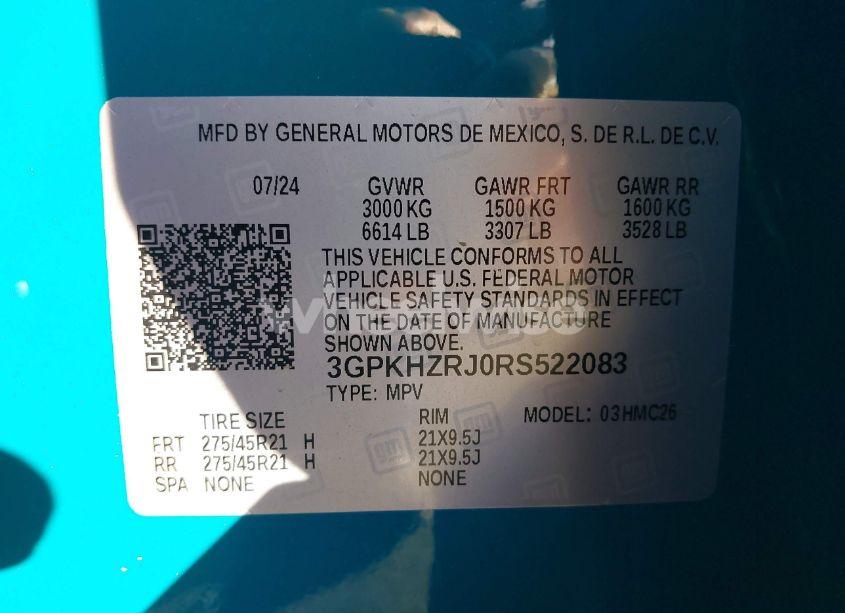 MFD BY GENERAL MOTORS DE MEXICO, S. DE R.L. DE C.V.
07/24 GVWR GAWR FRT GAWR RR
3000 KG 1500 KG 1600 KG
6614 LB 3307 LB 3528 LB
THIS VEHICLE CONFORMS TO ALL
APPLICABLE U.S. FEDERAL MOTOR
VEHICLE SAFETY STANDARDS IN EFFECT
ON THE DATE OF MANUFACTURE
SHOWN ABOVE.
3GPKHZRJ0RS522083
TYPE: MPV
TIRE SIZE RIM MODEL: 03HMC26
FRT 275/45R21 H 21X9.5J
RR 275/45R21 H 21X9.5J
SPA NONE NONE